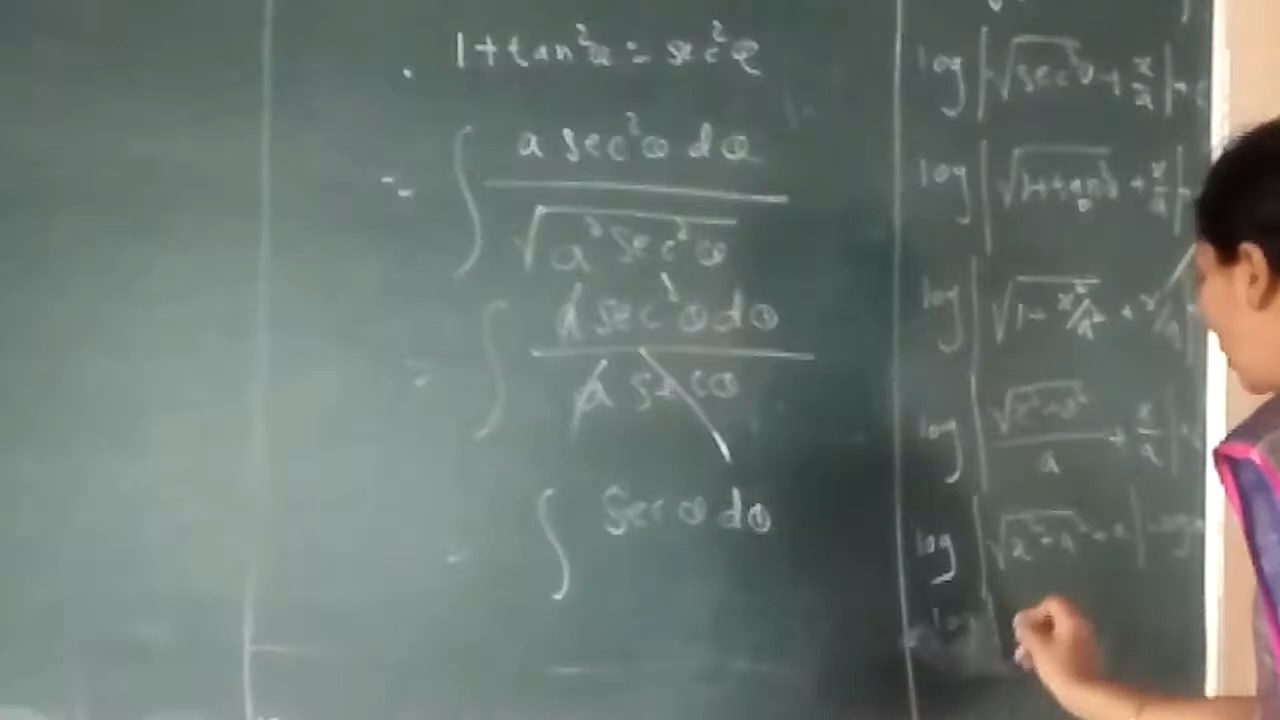 1+tan²θ = sec²θ
= ∫ a sec²θ dθ / √a² sec²θ
= ∫ a sec²θ dθ / a secθ
= ∫ secθ dθ
log | √sec²θ + x/a | + c
log | √1+tan²θ + x/a | +
log | √1-x²/a² + x/a |
log | √x²+a² / a + x/a |
log |